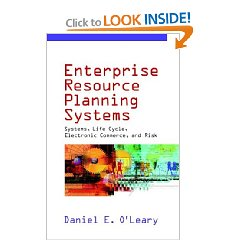 Click to
LOOK INSIDE!
Enterprise
Resource
Planning
Systems
Systems, Life Cycle,
Electronic Commerce, and Risk
Daniel E. O'Leary